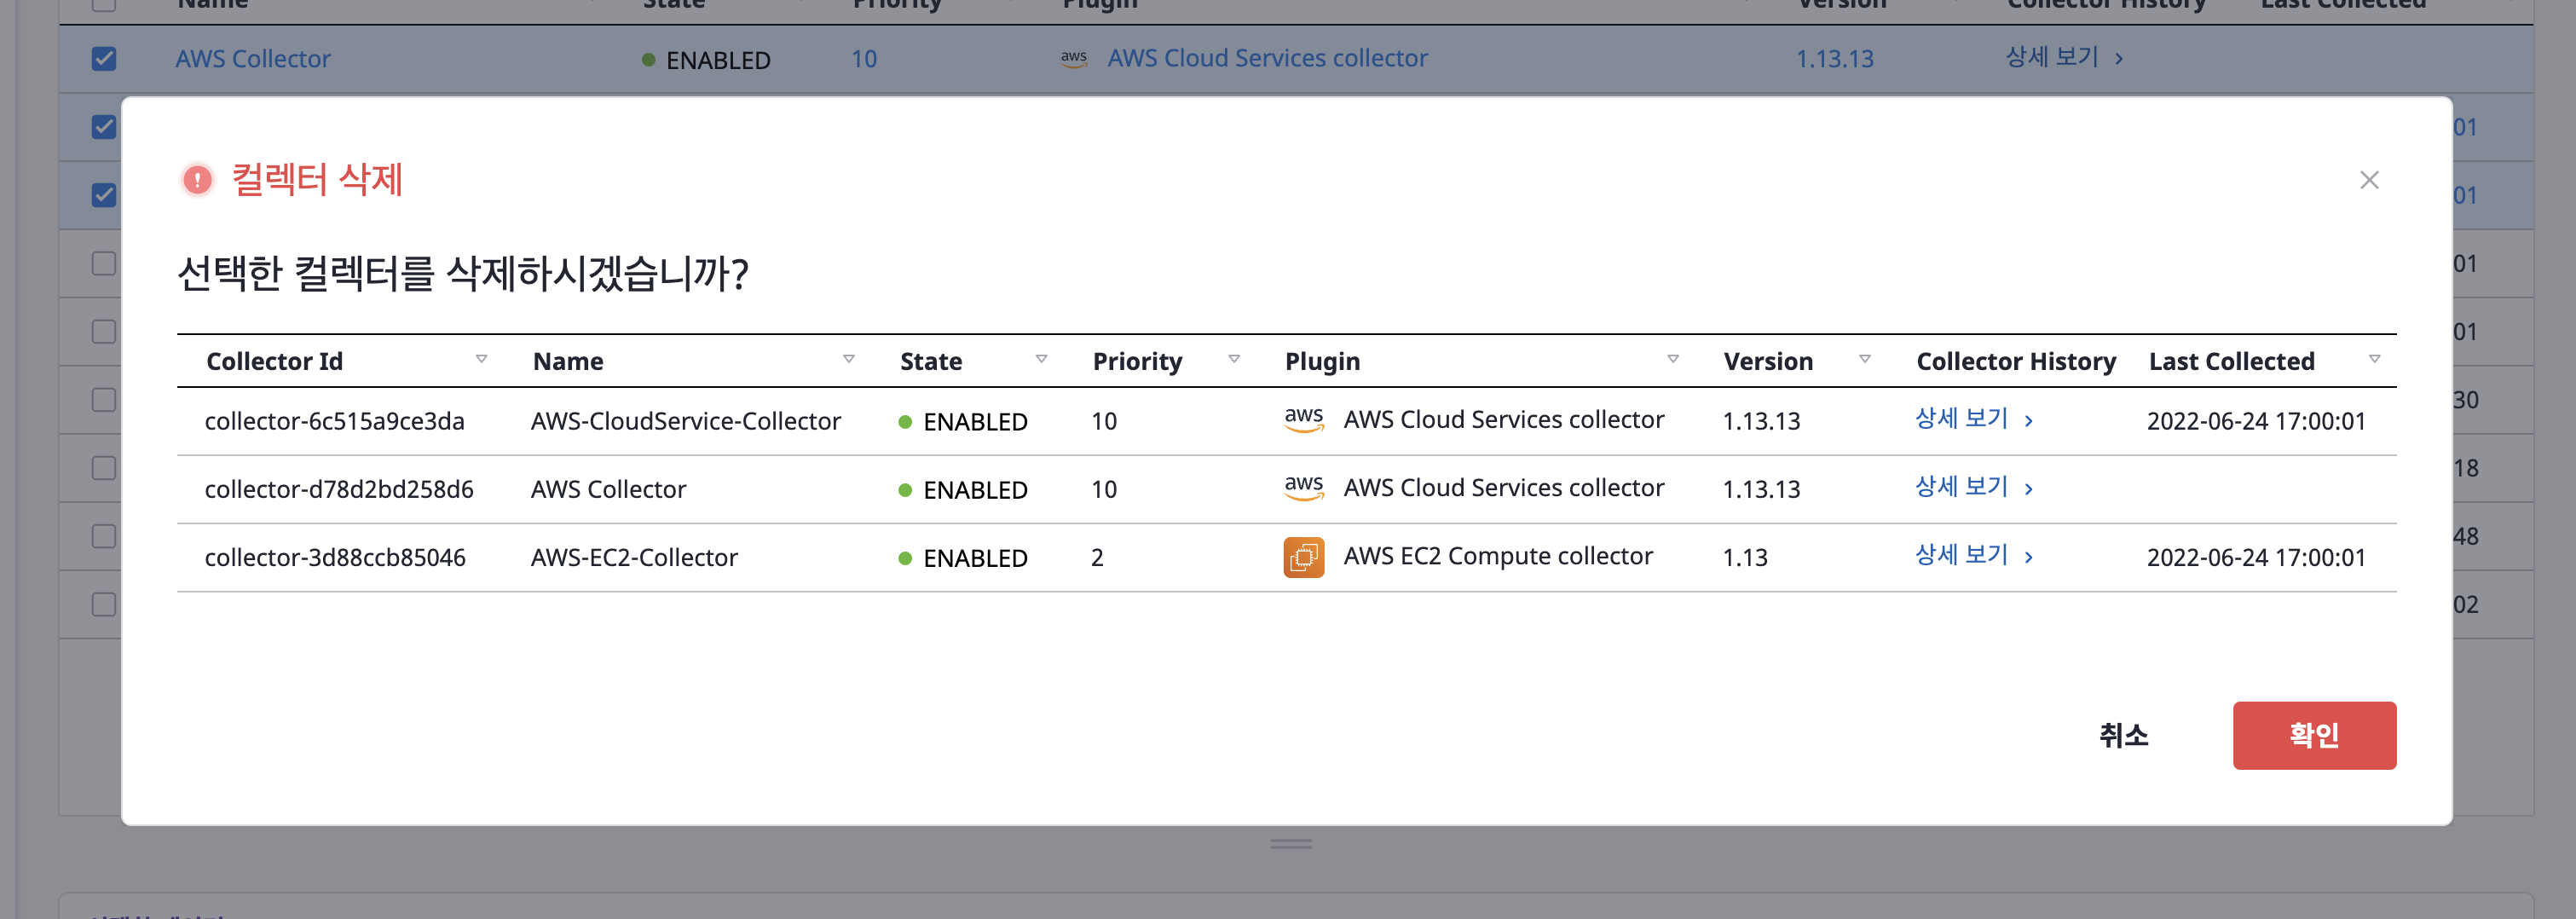 Name State Priority Plugin Version Collector History Last Collected
AWS Collector ENABLED 10 aws AWS Cloud Services collector 1.13.13 상세 보기
01
컬렉터 삭제
01
선택한 컬렉터를 삭제하시겠습니까?
01
01
Collector Id Name State Priority Plugin Version Collector History Last Collected
30
collector-6c515a9ce3da AWS-CloudService-Collector ENABLED 10 aws AWS Cloud Services collector 1.13.13 상세 보기 2022-06-24 17:00:01
18
collector-d78d2bd258d6 AWS Collector ENABLED 10 aws AWS Cloud Services collector 1.13.13 상세 보기
48
collector-3d88ccb85046 AWS-EC2-Collector ENABLED 2 AWS EC2 Compute collector 1.13 상세 보기 2022-06-24 17:00:01
02
취소 확인